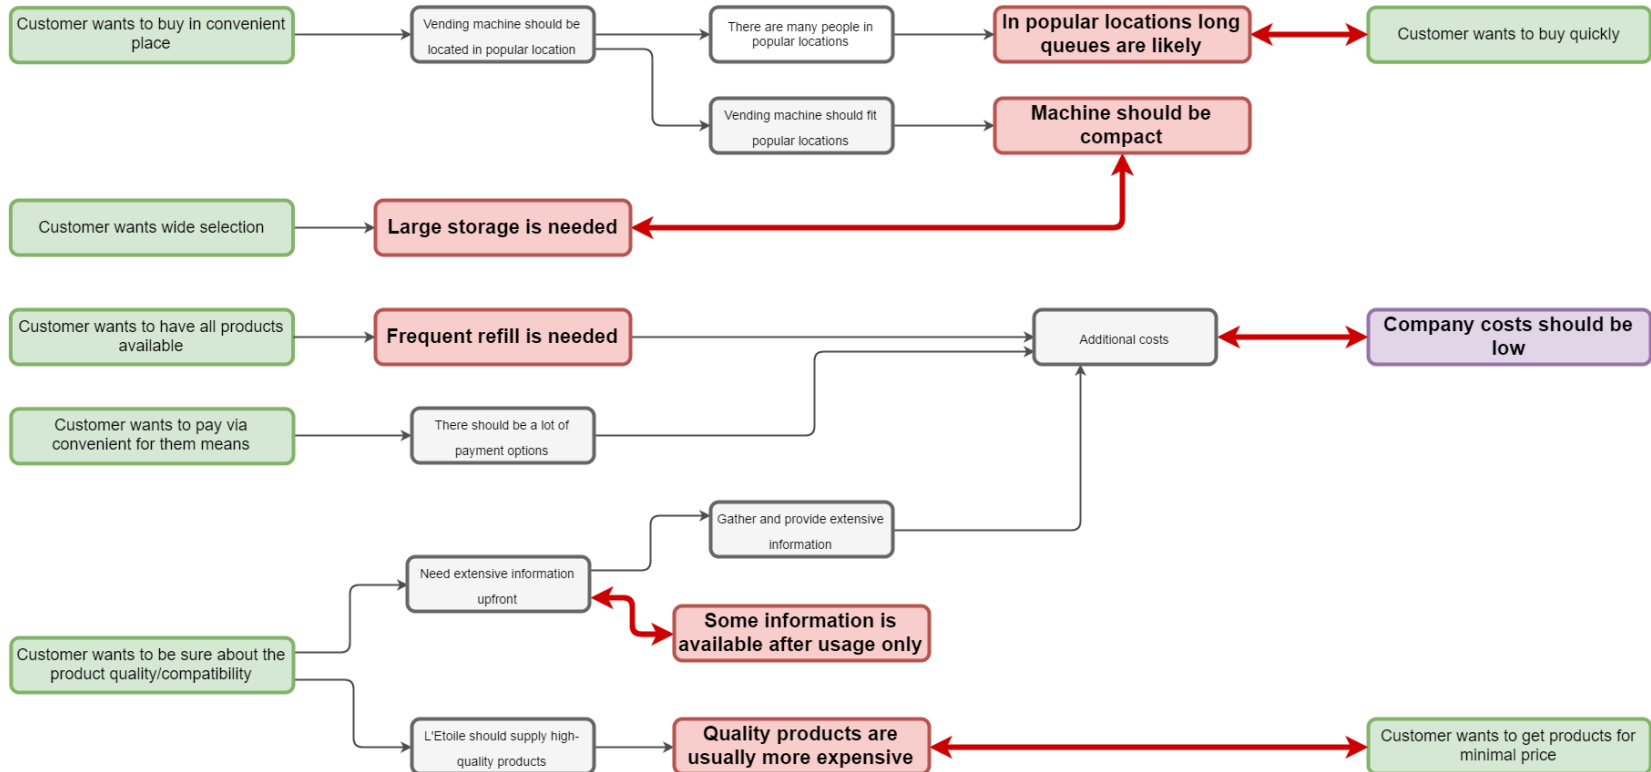 Customer wants to buy in convenient
place
Vending machine should be
located in popular location
There are many people in
popular locations
In popular locations long
queues are likely
Customer wants to buy quickly
Vending machine should fit
popular locations
Machine should be
compact
Customer wants wide selection
Large storage is needed
Customer wants to have all products
available
Frequent refill is needed
Additional costs
Company costs should be
low
Customer wants to pay via
convenient for them means
There should be a lot of
payment options
Gather and provide extensive
information
Need extensive information
upfront
Some information is
available after usage only
Customer wants to be sure about the
product quality/compatibility
L'Etoile should supply high-
quality products
Quality products are
usually more expensive
Customer wants to get products for
minimal price